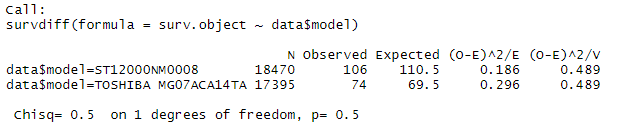 Call:
survdiff(formula = surv.object ~ data$model)
N Observed Expected (O-E)^2/E (O-E)^2/V
data$model=ST12000NM0008 18470 106 110.5 0.186 0.489
data$model=TOSHIBA MG07ACA14TA 17395 74 69.5 0.296 0.489
Chisq= 0.5 on 1 degrees of freedom, p= 0.5